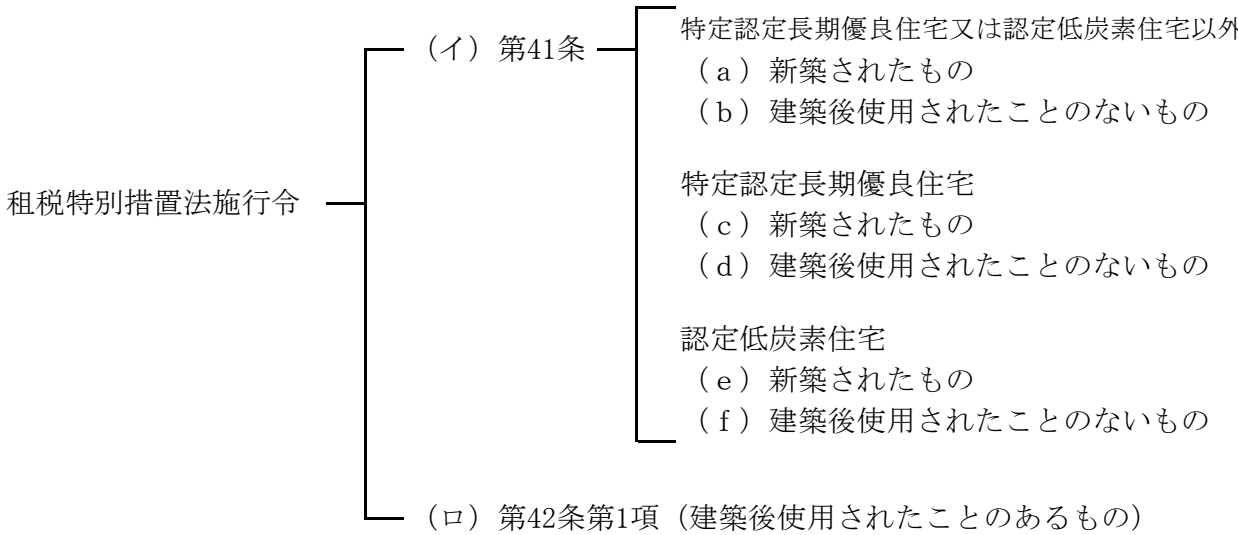 特定認定長期優良住宅又は認定低炭素住宅以外
(イ)第41条
(a)新築されたもの
(b)建築後使用されたことのないもの
租税特別措置法施行令
特定認定長期優良住宅
(c)新築されたもの
(d)建築後使用されたことのないもの
認定低炭素住宅
(e)新築されたもの
(f)建築後使用されたことのないもの
(ロ)第42条第1項(建築後使用されたことのあるもの)